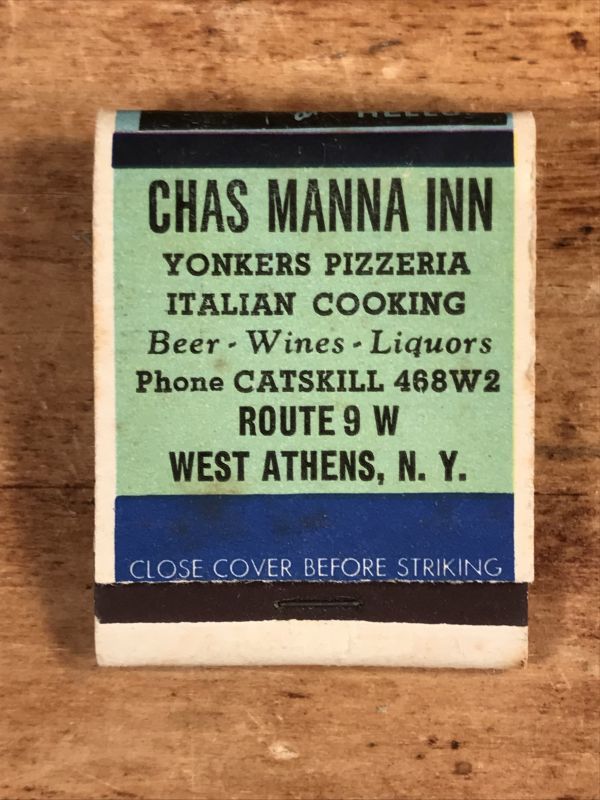 CHAS MANNA INN
YONKERS PIZZERIA
ITALIAN COOKING
Beer - Wines - Liquors
Phone CATSKILL 468W2
ROUTE 9 W
WEST ATHENS, N. Y.
CLOSE COVER BEFORE STRIKING